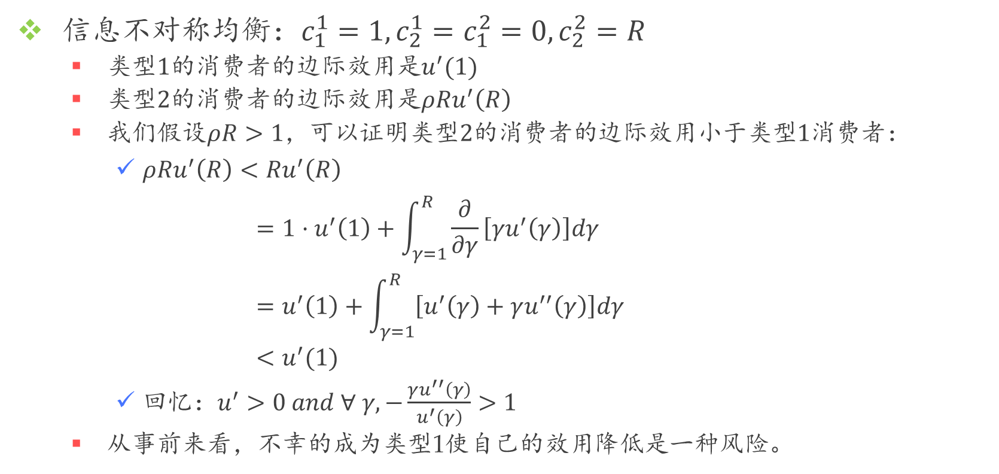 信息不对称均衡：$c_1^1 = 1, c_2^1 = c_1^2 = 0, c_2^2 = R$
类型1的消费者的边际效用是$u'(1)$
类型2的消费者的边际效用是$\rho R u'(R)$
我们假设$\rho R > 1$，可以证明类型2的消费者的边际效用小于类型1消费者：
$\rho R u'(R) < R u'(R)$
$= 1 \cdot u'(1) + \int_{\gamma=1}^{R} \frac{\partial}{\partial \gamma} [\gamma u'(\gamma)] d\gamma$
$= u'(1) + \int_{\gamma=1}^{R} [u'(\gamma) + \gamma u''(\gamma)] d\gamma$
$< u'(1)$
回忆：$u' > 0 \; and \; \forall \, \gamma, -\frac{\gamma u''(\gamma)}{u'(\gamma)} > 1$
从事前来看，不幸的成为类型1使自己的效用降低是一种风险。